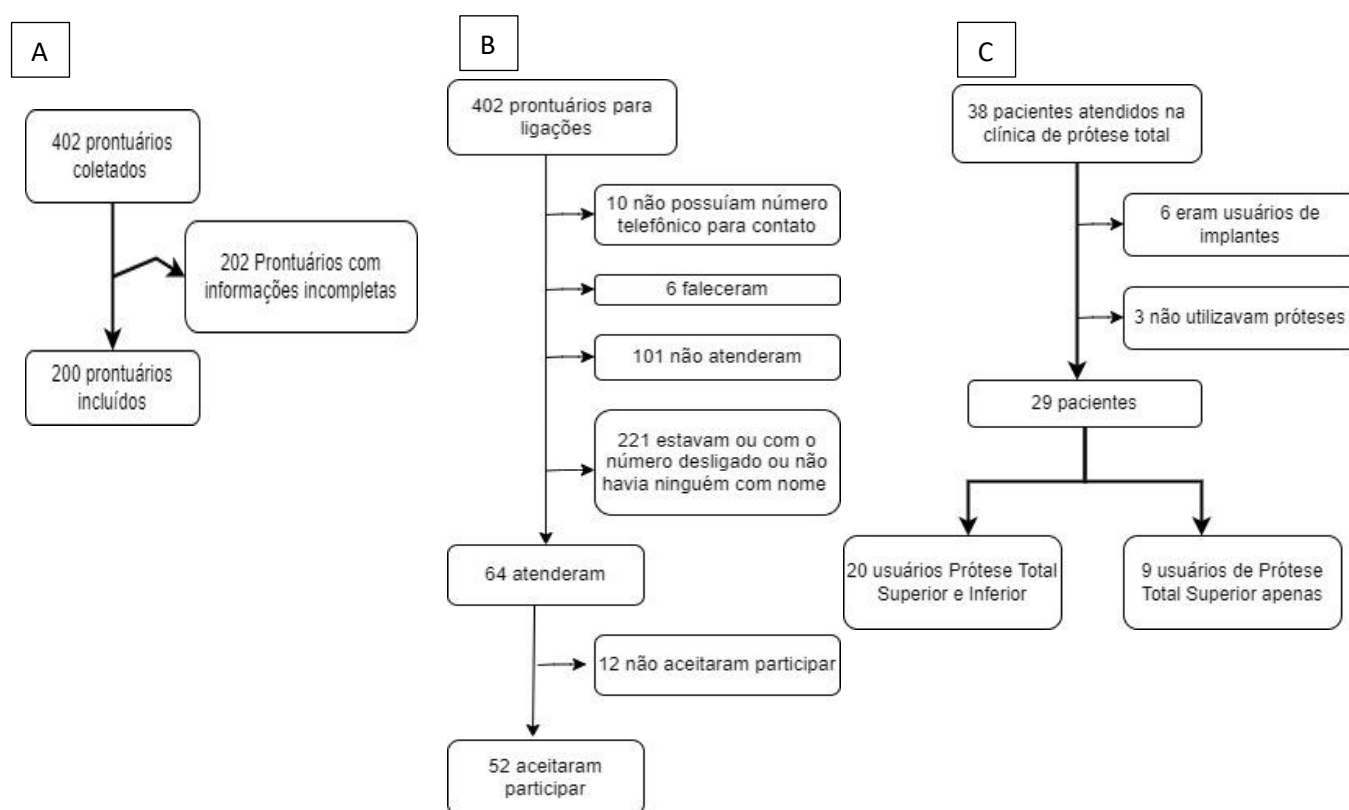 A
402 prontuários
coletados
202 Prontuários com
informações incompletas
200 prontuários
incluídos
B
402 prontuários para
ligações
10 não possuíam número
telefônico para contato
6 faleceram
101 não atenderam
221 estavam ou com o
número desligado ou não
havia ninguém com nome
64 atenderam
12 não aceitaram participar
52 aceitaram
participar
C
38 pacientes atendidos na
clínica de prótese total
6 eram usuários de
implantes
3 não utilizavam próteses
29 pacientes
20 usuários Prótese Total
Superior e Inferior
9 usuários de Prótese
Total Superior apenas